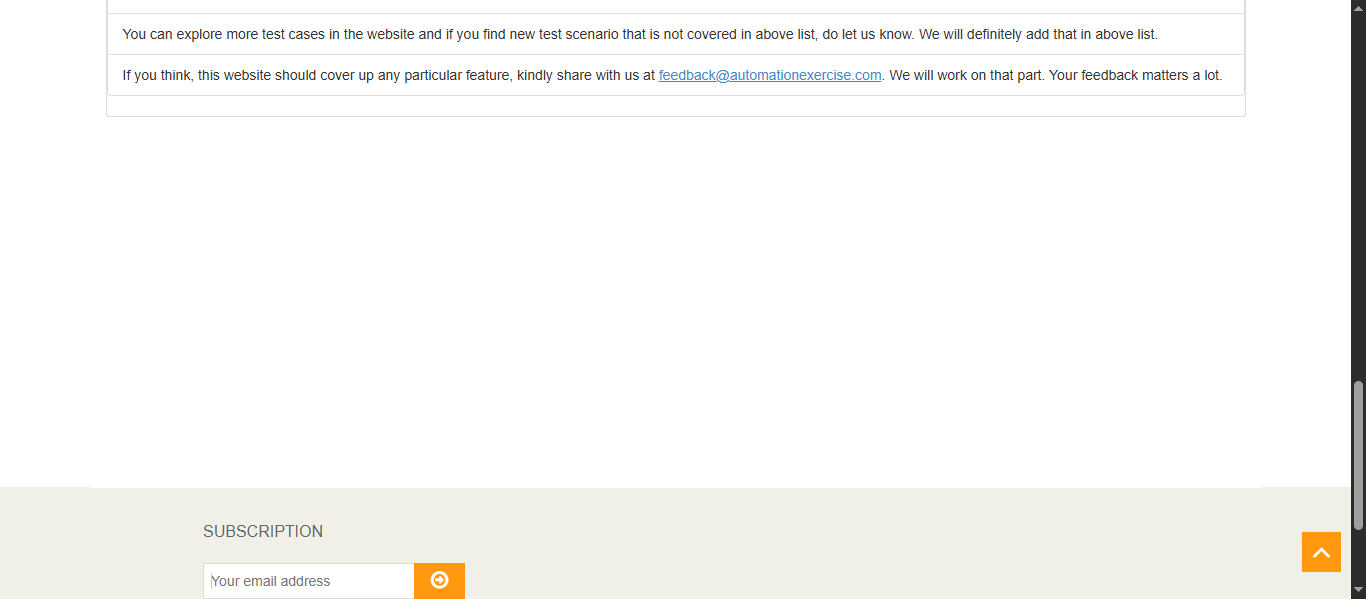 You can explore more test cases in the website and if you find new test scenario that is not covered in above list, do let us know. We will definitely add that in above list.
If you think, this website should cover up any particular feature, kindly share with us at feedback@automationexercise.com. We will work on that part. Your feedback matters a lot.
SUBSCRIPTION
Your email address